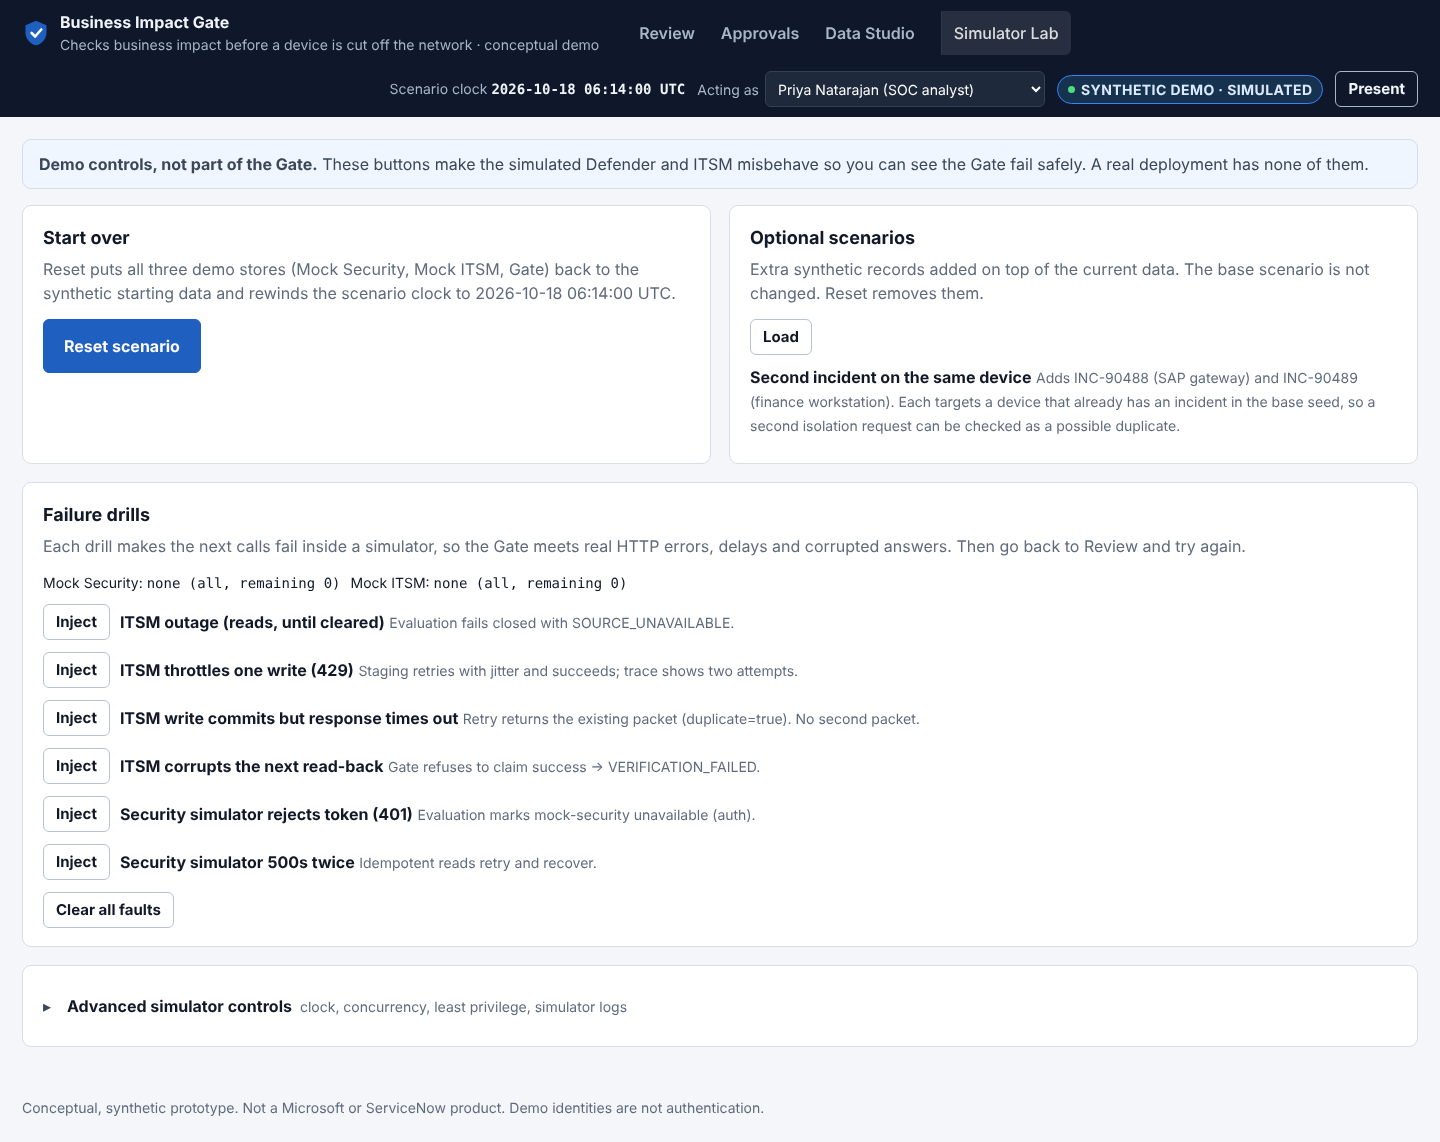 Business Impact Gate
Checks business impact before a device is cut off the network · conceptual demo
Review
Approvals
Data Studio
Simulator Lab
Scenario clock 2026-10-18 06:14:00 UTC
Acting as
Priya Natarajan (SOC analyst)
SYNTHETIC DEMO · SIMULATED
Present
Demo controls, not part of the Gate. These buttons make the simulated Defender and ITSM misbehave so you can see the Gate fail safely. A real deployment has none of them.
Start over
Reset puts all three demo stores (Mock Security, Mock ITSM, Gate) back to the
synthetic starting data and rewinds the scenario clock to 2026-10-18 06:14:00 UTC.
Reset scenario
Optional scenarios
Extra synthetic records added on top of the current data. The base scenario is not
changed. Reset removes them.
Load
Second incident on the same device Adds INC-90488 (SAP gateway) and INC-90489
(finance workstation). Each targets a device that already has an incident in the base seed, so a
second isolation request can be checked as a possible duplicate.
Failure drills
Each drill makes the next calls fail inside a simulator, so the Gate meets real HTTP errors, delays and corrupted answers. Then go back to Review and try again.
Mock Security: none (all, remaining 0) Mock ITSM: none (all, remaining 0)
Inject ITSM outage (reads, until cleared) Evaluation fails closed with SOURCE_UNAVAILABLE.
Inject ITSM throttles one write (429) Staging retries with jitter and succeeds; trace shows two attempts.
Inject ITSM write commits but response times out Retry returns the existing packet (duplicate=true). No second packet.
Inject ITSM corrupts the next read-back Gate refuses to claim success → VERIFICATION_FAILED.
Inject Security simulator rejects token (401) Evaluation marks mock-security unavailable (auth).
Inject Security simulator 500s twice Idempotent reads retry and recover.
Clear all faults
▸ Advanced simulator controls clock, concurrency, least privilege, simulator logs
Conceptual, synthetic prototype. Not a Microsoft or ServiceNow product. Demo identities are not authentication.